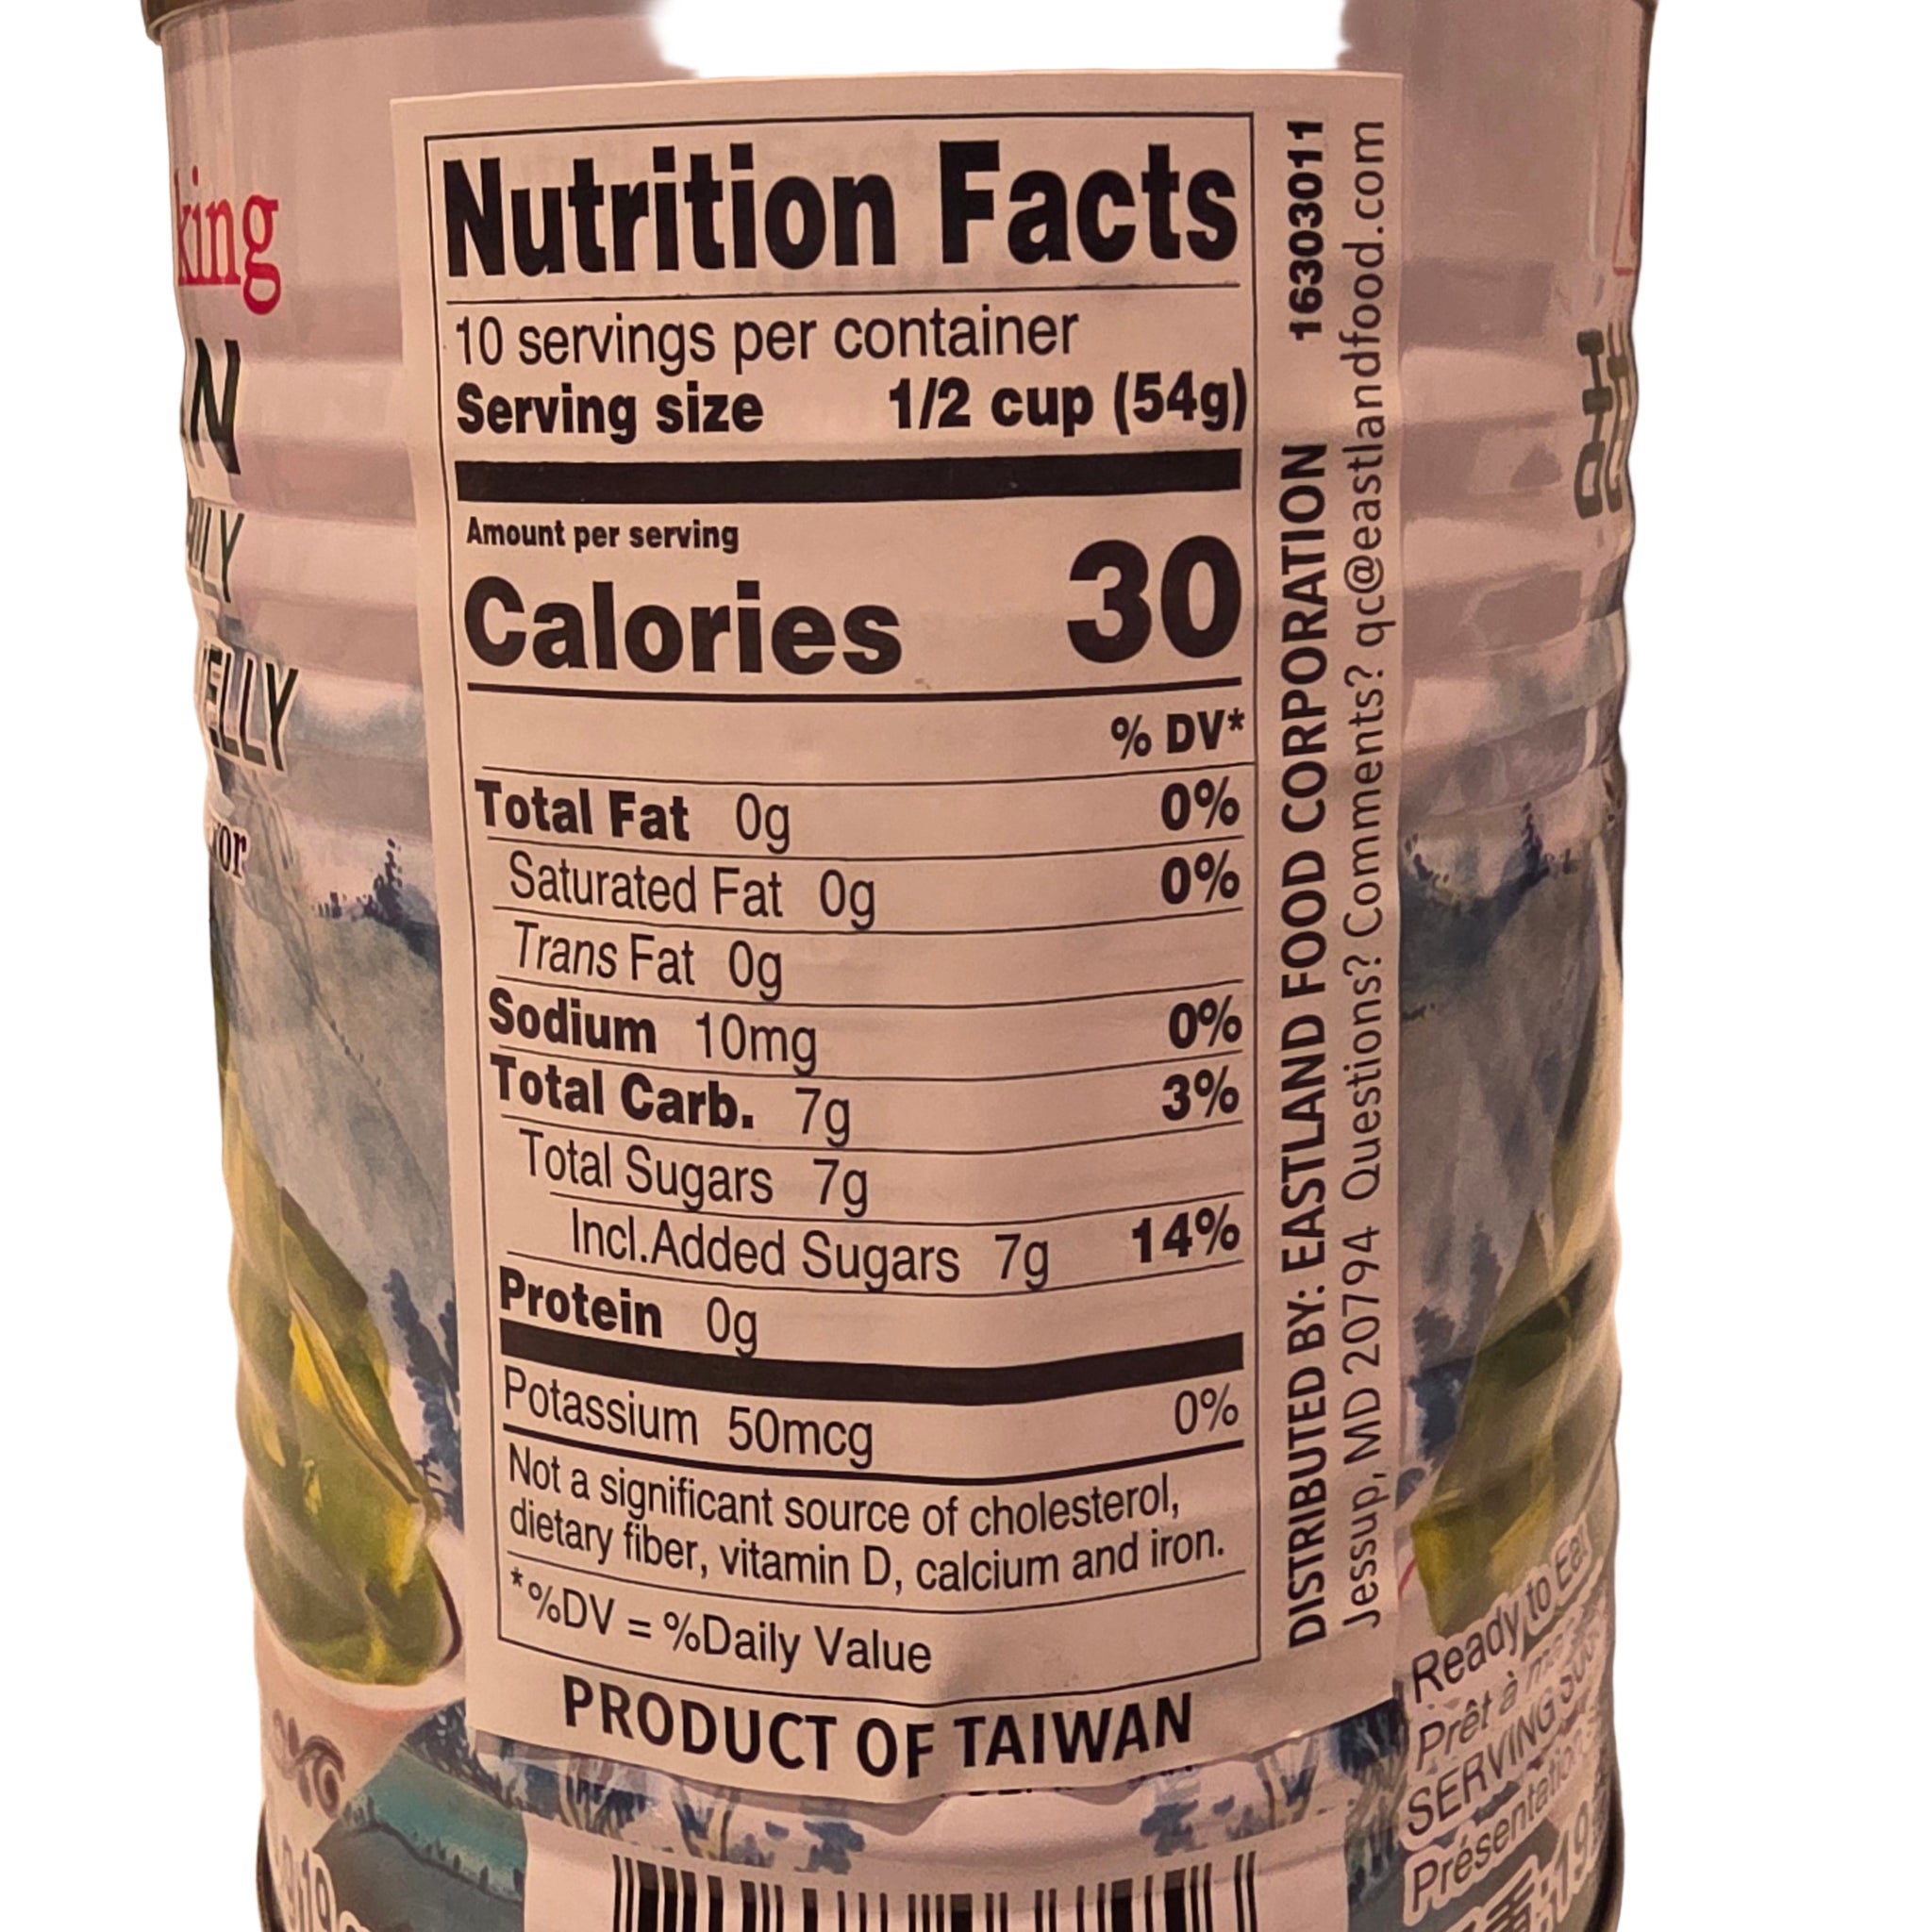 king
N
ELLY
Nutrition Facts
10 servings per container
Serving size 1/2 cup (54g)
Amount per serving
Calories 30
% DV*
Total Fat 0g 0%
Saturated Fat 0g 0%
Trans Fat 0g
Sodium 10mg 0%
Total Carb. 7g 3%
Total Sugars 7g
Incl.Added Sugars 7g 14%
Protein 0g
Potassium 50mcg 0%
Not a significant source of cholesterol,
dietary fiber, vitamin D, calcium and iron.
*%DV = %Daily Value
PRODUCT OF TAIWAN
DISTRIBUTED BY: EASTLAND FOOD CORPORATION 16303011
Jessup, MD 20794 Questions? Comments? qc@eastlandfood.com
Ready to Eat
Prêt à
SERVING